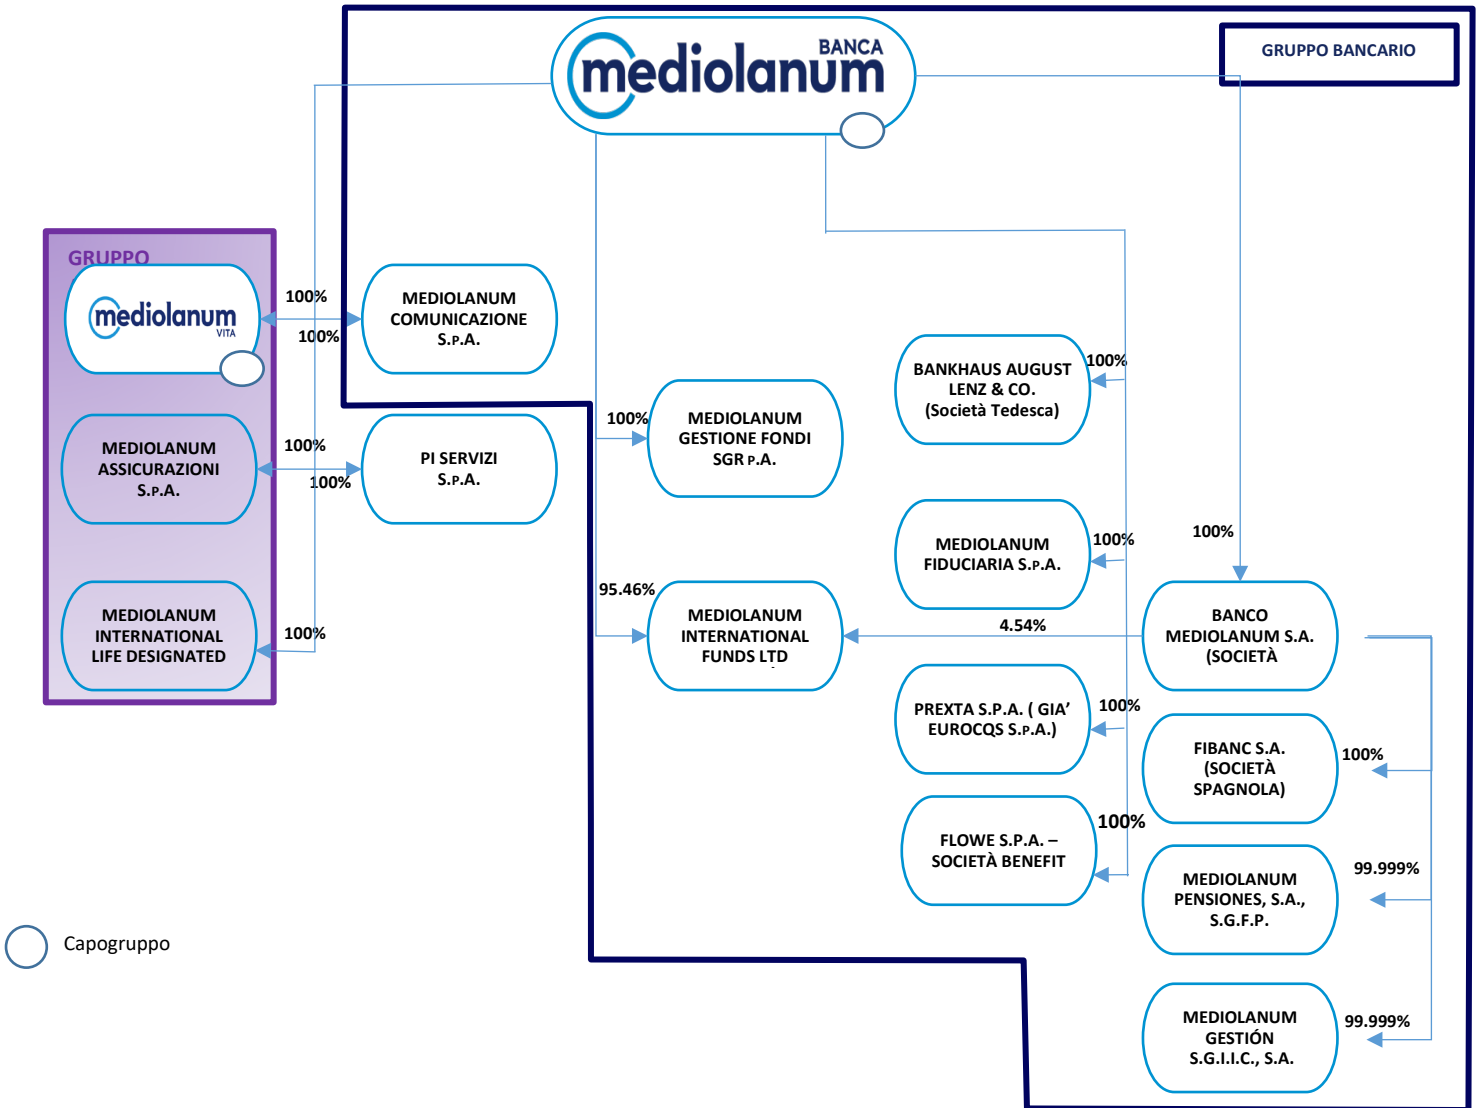 BANCA
mediolanum
GRUPPO BANCARIO
GRUPPO
mediolanum
VITA
100%
100%
MEDIOLANUM
COMUNICAZIONE
S.P.A.
MEDIOLANUM
ASSICURAZIONI
S.P.A.
100%
100%
PI SERVIZI
S.P.A.
MEDIOLANUM
INTERNATIONAL
LIFE DESIGNATED
100%
100%
MEDIOLANUM
GESTIONE FONDI
SGR P.A.
95.46%
MEDIOLANUM
INTERNATIONAL
FUNDS LTD
4.54%
BANKHAUS AUGUST
LENZ & CO.
(Società Tedesca)
100%
MEDIOLANUM
FIDUCIARIA S.P.A.
100%
PREXTA S.P.A. ( GIA’
EUROCQS S.P.A.)
100%
FLOWE S.P.A. –
SOCIETÀ BENEFIT
100%
100%
BANCO
MEDIOLANUM S.A.
(SOCIETÀ
FIBANC S.A.
(SOCIETÀ
SPAGNOLA)
100%
MEDIOLANUM
PENSIONES, S.A.,
S.G.F.P.
99.999%
MEDIOLANUM
GESTIÓN
S.G.I.I.C., S.A.
99.999%
Capogruppo